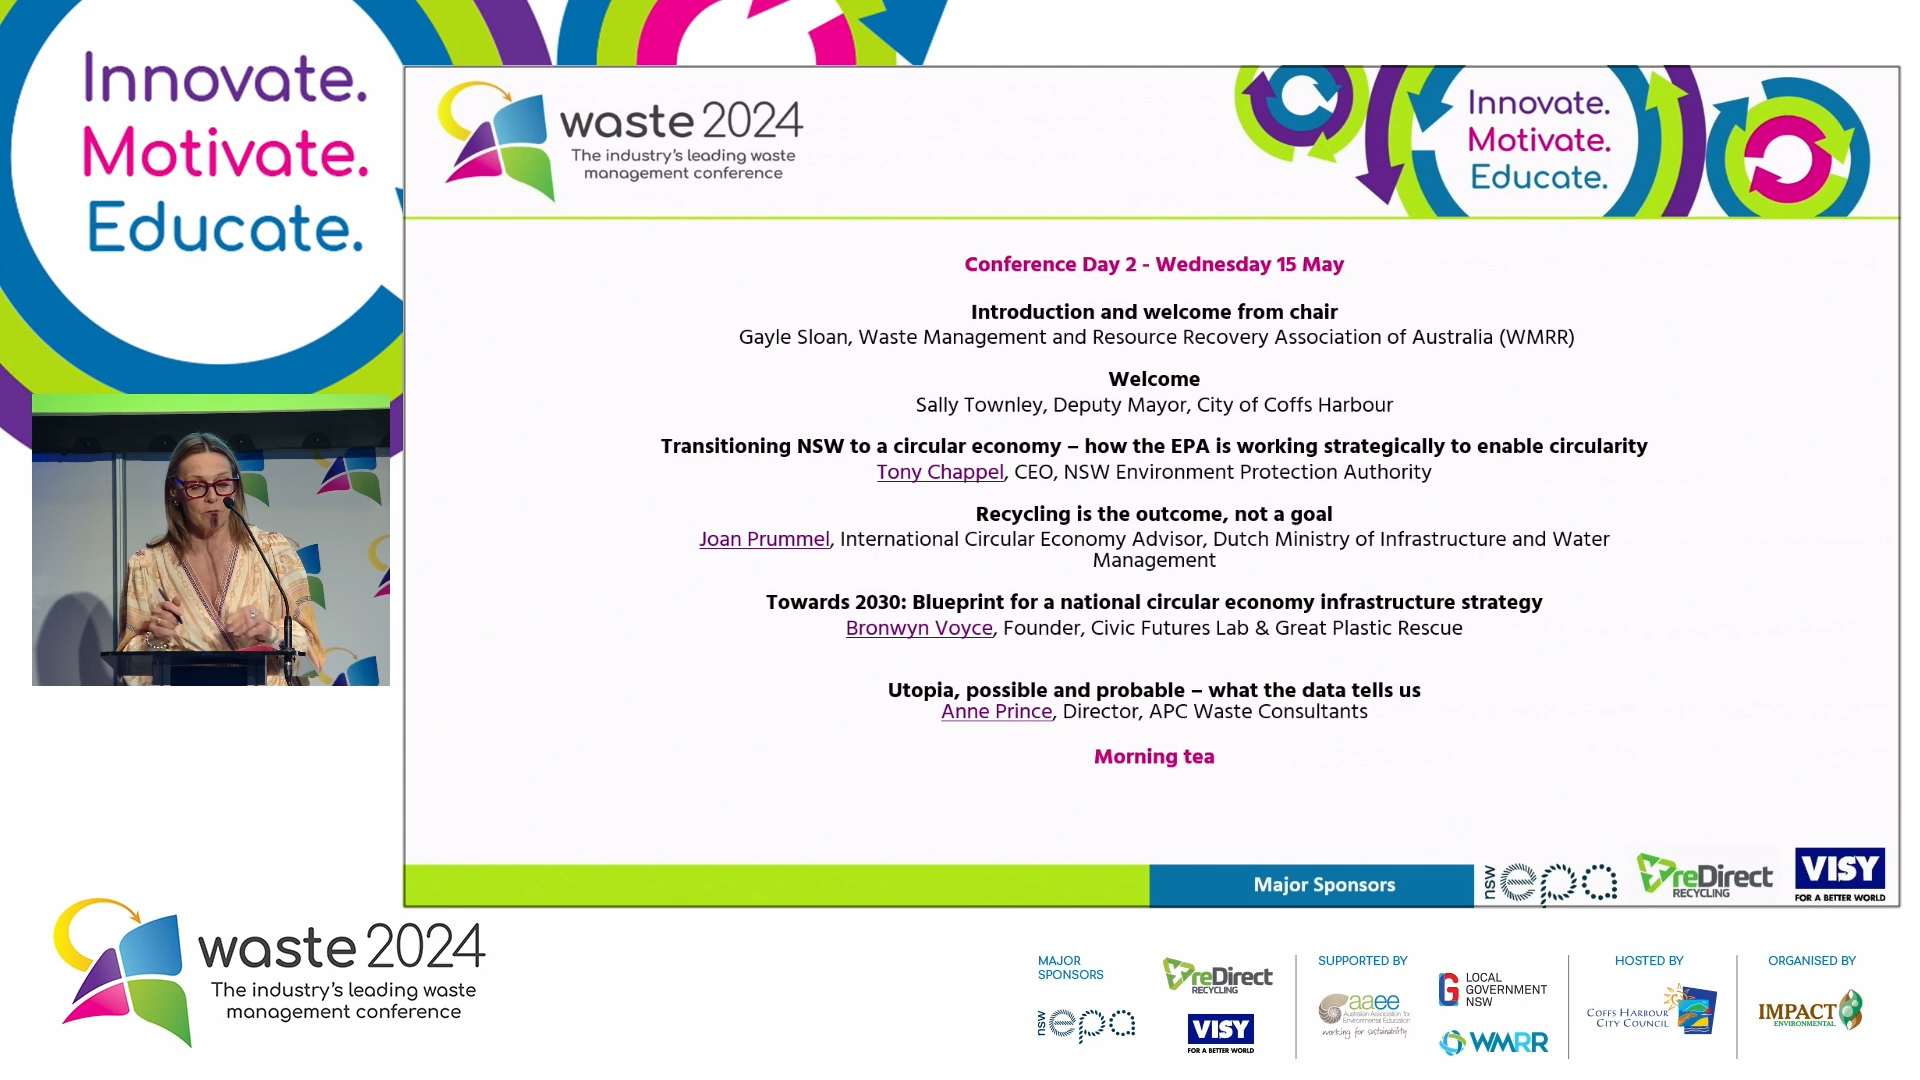 Innovate.
Motivate.
Educate.
waste 2024
The industry's leading waste
management conference
Innovate.
Motivate.
Educate.
Conference Day 2 - Wednesday 15 May
Introduction and welcome from chair
Gayle Sloan, Waste Management and Resource Recovery Association of Australia (WMRR)
Welcome
Sally Townley, Deputy Mayor, City of Coffs Harbour
Transitioning NSW to a circular economy – how the EPA is working strategically to enable circularity
Tony Chappel, CEO, NSW Environment Protection Authority
Recycling is the outcome, not a goal
Joan Prummel, International Circular Economy Advisor, Dutch Ministry of Infrastructure and Water
Management
Towards 2030: Blueprint for a national circular economy infrastructure strategy
Bronwyn Voyce, Founder, Civic Futures Lab & Great Plastic Rescue
Utopia, possible and probable – what the data tells us
Anne Prince, Director, APC Waste Consultants
Morning tea
Major Sponsors
nsw epa
reDirect
RECYCLING
VISY
FOR A BETTER WORLD
waste 2024
The industry's leading waste
management conference
MAJOR
SPONSORS
nsw epa
reDirect
RECYCLING
VISY
FOR A BETTER WORLD
SUPPORTED BY
aaee
Australian Association for
Environmental Education
working for sustainability
LOCAL
GOVERNMENT
NSW
WMRR
HOSTED BY
COFFS HARBOUR
CITY COUNCIL
ORGANISED BY
IMPACT
ENVIRONMENTAL